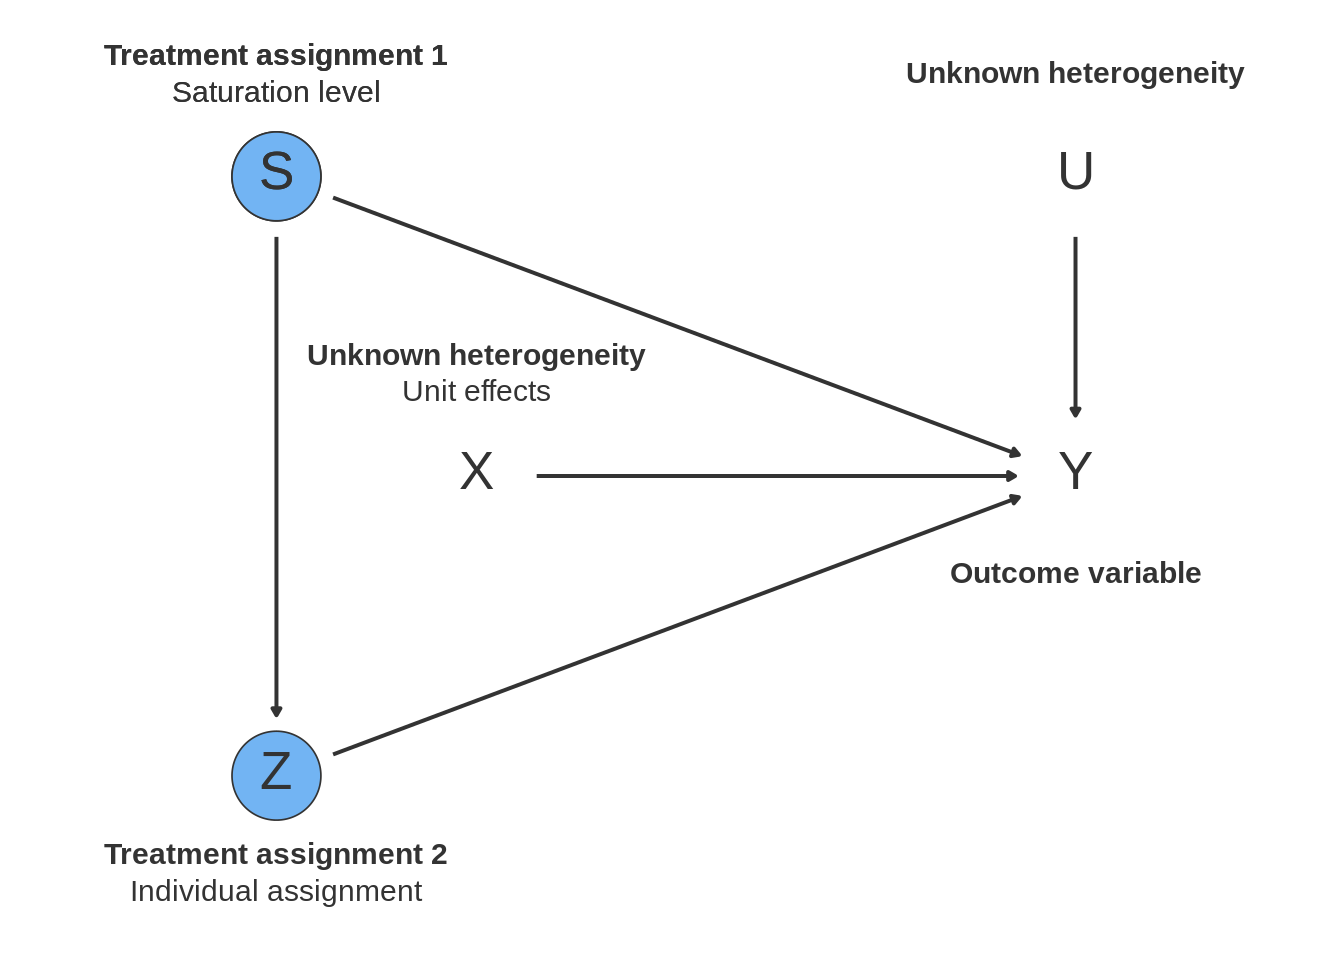 Treatment assignment 1
Saturation level
S
Unknown heterogeneity
U
Unknown heterogeneity
Unit effects
X
Y
Outcome variable
Z
Treatment assignment 2
Individual assignment